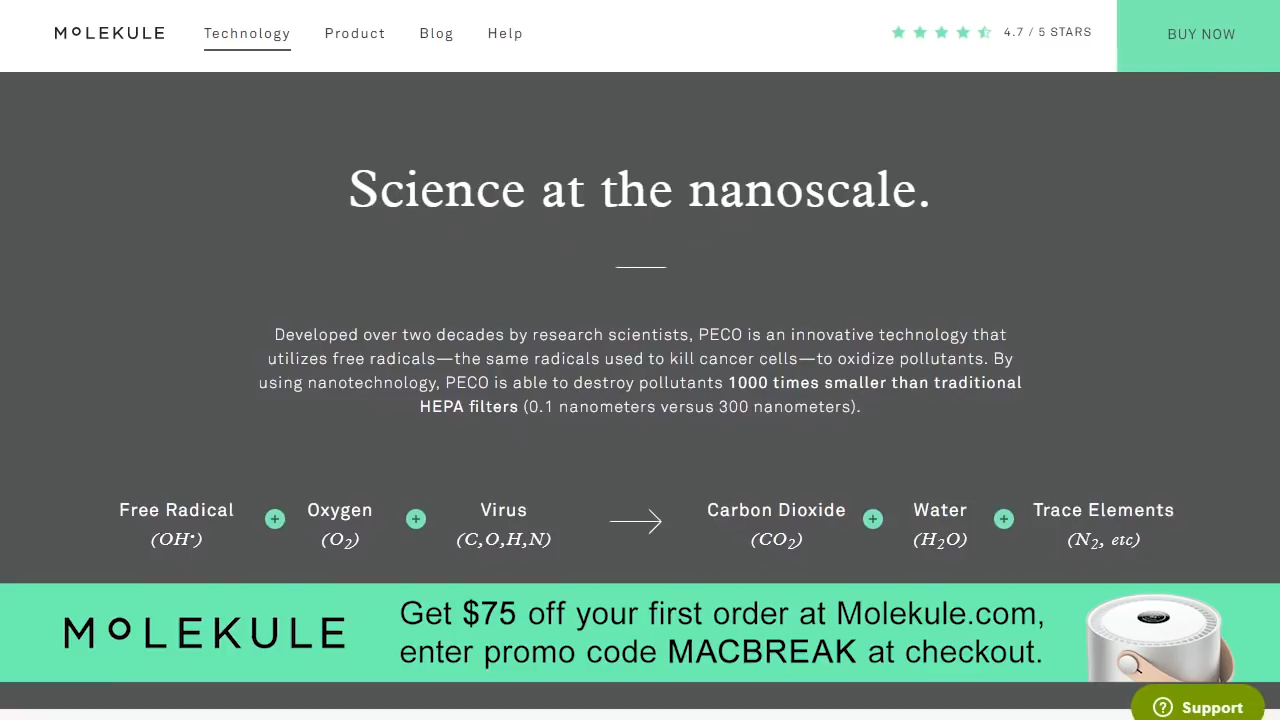 MOLEKULE Technology Product Blog Help 4.7 / 5 STARS BUY NOW
Science at the nanoscale.
Developed over two decades by research scientists, PECO is an innovative technology that
utilizes free radicals—the same radicals used to kill cancer cells—to oxidize pollutants. By
using nanotechnology, PECO is able to destroy pollutants 1000 times smaller than traditional
HEPA filters (0.1 nanometers versus 300 nanometers).
Free Radical + Oxygen + Virus → Carbon Dioxide + Water + Trace Elements
(OH•) (O₂) (C,O,H,N) (CO₂) (H₂O) (N₂, etc)
MOLEKULE
Get $75 off your first order at Molekule.com,
enter promo code MACBREAK at checkout.
? Support